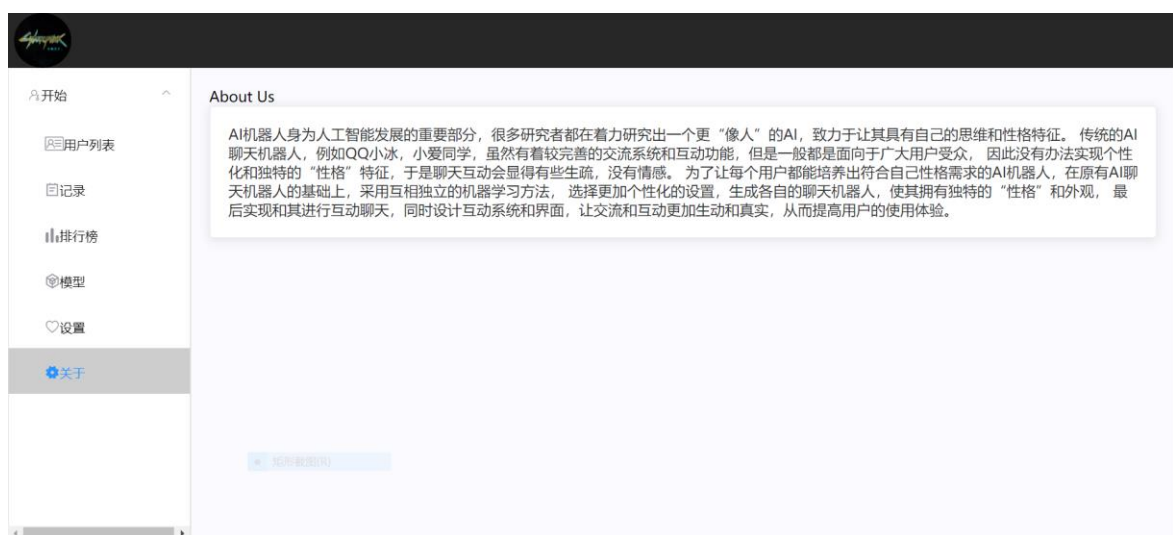 开始
About Us
AI机器人身为人工智能发展的重要部分，很多研究者都在着力研究出一个更“像人”的AI，致力于让其具有自己的思维和性格特征。 传统的AI
聊天机器人，例如QQ小冰，小爱同学，虽然有着较完善的交流系统和互动功能，但是一般都是面向于广大用户受众， 因此没有办法实现个性
化和独特的“性格”特征，于是聊天互动会显得有些生疏，没有情感。 为了让每个用户都能培养出符合自己性格需求的AI机器人，在原有AI聊
天机器人的基础上，采用互相独立的机器学习方法， 选择更加个性化的设置，生成各自的聊天机器人，使其拥有独特的“性格”和外观， 最
后实现和其进行互动聊天，同时设计互动系统和界面，让交流和互动更加生动和真实，从而提高用户的使用体验。
用户列表
记录
排行榜
模型
设置
关于
矩形截图(R)